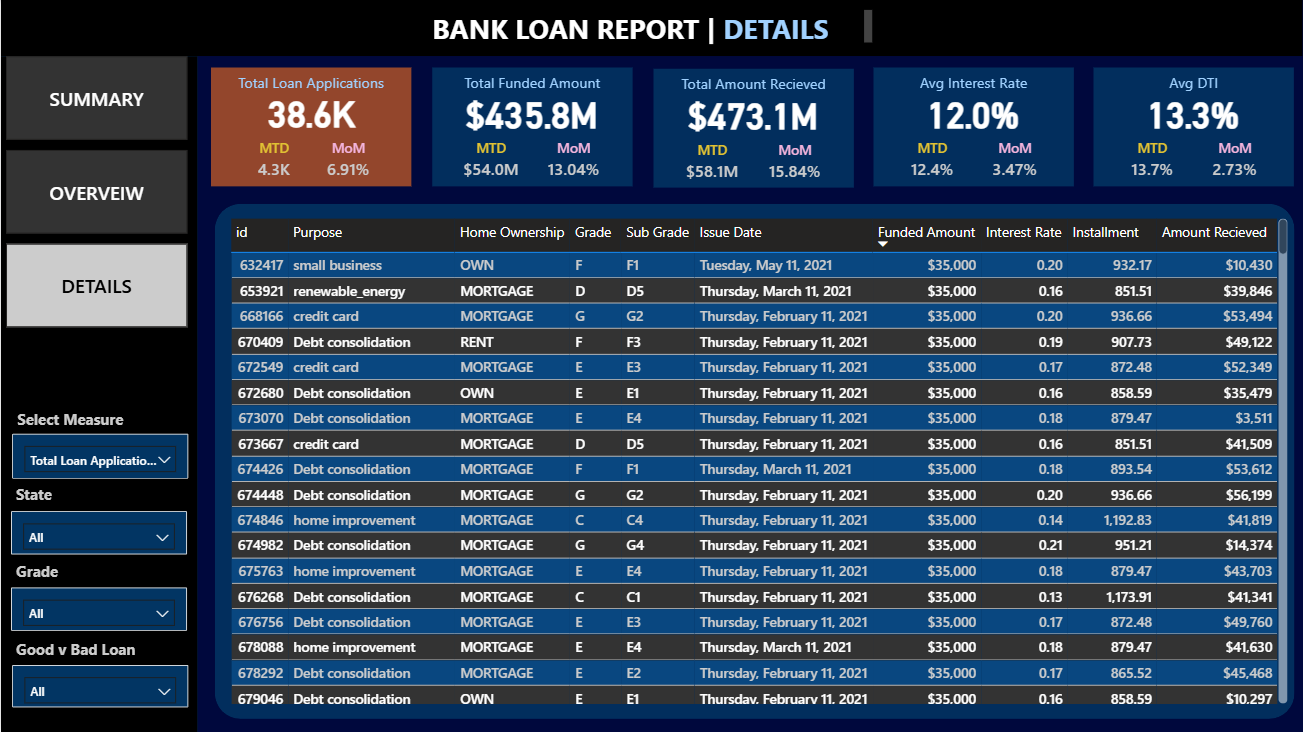 BANK LOAN REPORT | DETAILS
SUMMARY
OVERVEIW
DETAILS
Total Loan Applications
38.6K
MTD MoM
4.3K 6.91%
Total Funded Amount
$435.8M
MTD MoM
$54.0M 13.04%
Total Amount Recieved
$473.1M
MTD MoM
$58.1M 15.84%
Avg Interest Rate
12.0%
MTD MoM
12.4% 3.47%
Avg DTI
13.3%
MTD MoM
13.7% 2.73%
Select Measure
Total Loan Applicatio...
State
All
Grade
All
Good v Bad Loan
All
id Purpose Home Ownership Grade Sub Grade Issue Date Funded Amount Interest Rate Installment Amount Recieved
632417 small business OWN F F1 Tuesday, May 11, 2021 $35,000 0.20 932.17 $10,430
653921 renewable_energy MORTGAGE D D5 Thursday, March 11, 2021 $35,000 0.16 851.51 $39,846
668166 credit card MORTGAGE G G2 Thursday, February 11, 2021 $35,000 0.20 936.66 $53,494
670409 Debt consolidation RENT F F3 Thursday, February 11, 2021 $35,000 0.19 907.73 $49,122
672549 credit card MORTGAGE E E3 Thursday, February 11, 2021 $35,000 0.17 872.48 $52,349
672680 Debt consolidation OWN E E1 Thursday, February 11, 2021 $35,000 0.16 858.59 $35,479
673070 Debt consolidation MORTGAGE E E4 Thursday, February 11, 2021 $35,000 0.18 879.47 $3,511
673667 credit card MORTGAGE D D5 Thursday, February 11, 2021 $35,000 0.16 851.51 $41,509
674426 Debt consolidation MORTGAGE F F1 Thursday, March 11, 2021 $35,000 0.18 893.54 $53,612
674448 Debt consolidation MORTGAGE G G2 Thursday, February 11, 2021 $35,000 0.20 936.66 $56,199
674846 home improvement MORTGAGE C C4 Thursday, February 11, 2021 $35,000 0.14 1,192.83 $41,819
674982 Debt consolidation MORTGAGE G G4 Thursday, February 11, 2021 $35,000 0.21 951.21 $14,374
675763 home improvement MORTGAGE E E4 Thursday, February 11, 2021 $35,000 0.18 879.47 $43,703
676268 Debt consolidation MORTGAGE C C1 Thursday, February 11, 2021 $35,000 0.13 1,173.91 $41,341
676756 Debt consolidation MORTGAGE E E3 Thursday, February 11, 2021 $35,000 0.17 872.48 $49,760
678088 home improvement MORTGAGE E E4 Thursday, March 11, 2021 $35,000 0.18 879.47 $41,630
678292 Debt consolidation MORTGAGE E E2 Thursday, February 11, 2021 $35,000 0.17 865.52 $45,468
679046 Debt consolidation OWN E E1 Thursday, February 11, 2021 $35,000 0.16 858.59 $10,297